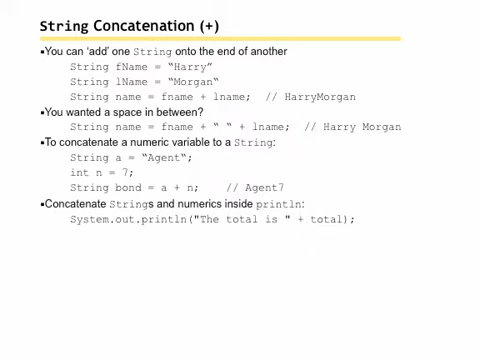 String Concatenation (+)
▪You can ‘add’ one String onto the end of another
String fName = “Harry”
String lName = “Morgan“
String name = fname + lname; // HarryMorgan
▪You wanted a space in between?
String name = fname + “ “ + lname; // Harry Morgan
▪To concatenate a numeric variable to a String:
String a = “Agent“;
int n = 7;
String bond = a + n; // Agent7
▪Concatenate Strings and numerics inside println:
System.out.println("The total is " + total);